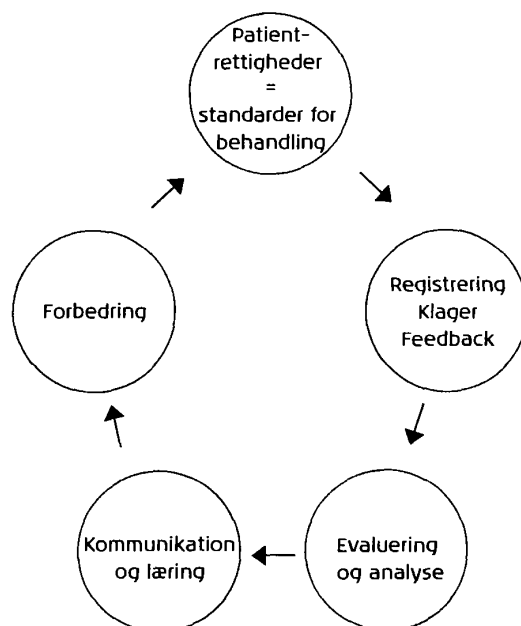 Patient-
rettigheder
=
standarder for
behandling
Registrering
Klager
Feedback
Evaluering
og analyse
Kommunikation
og læring
Forbedring